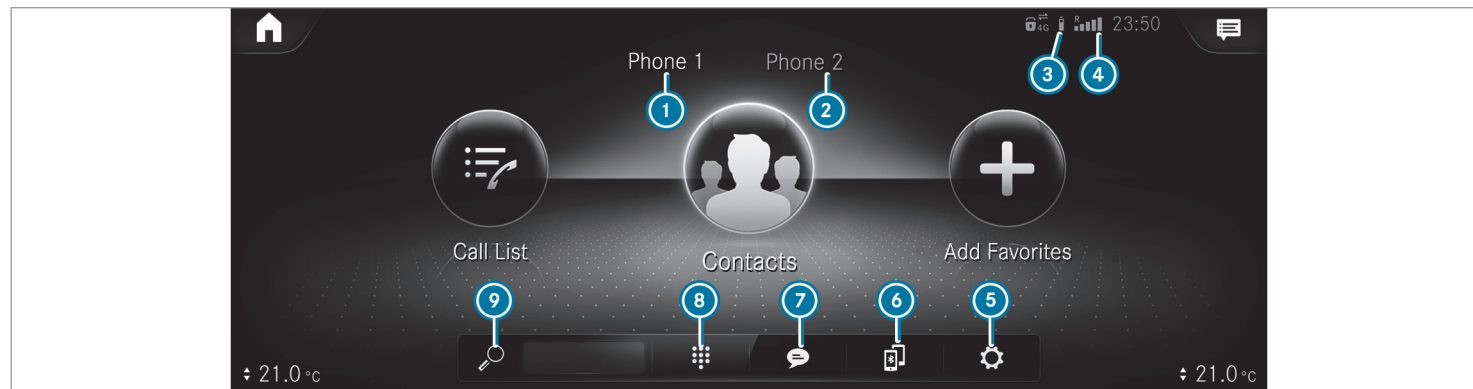 4G R 23:50
Phone 1 Phone 2
3 4
1 2
Call List Contacts Add Favorites
9 8 7 6 5
21.0 °C 21.0 °C